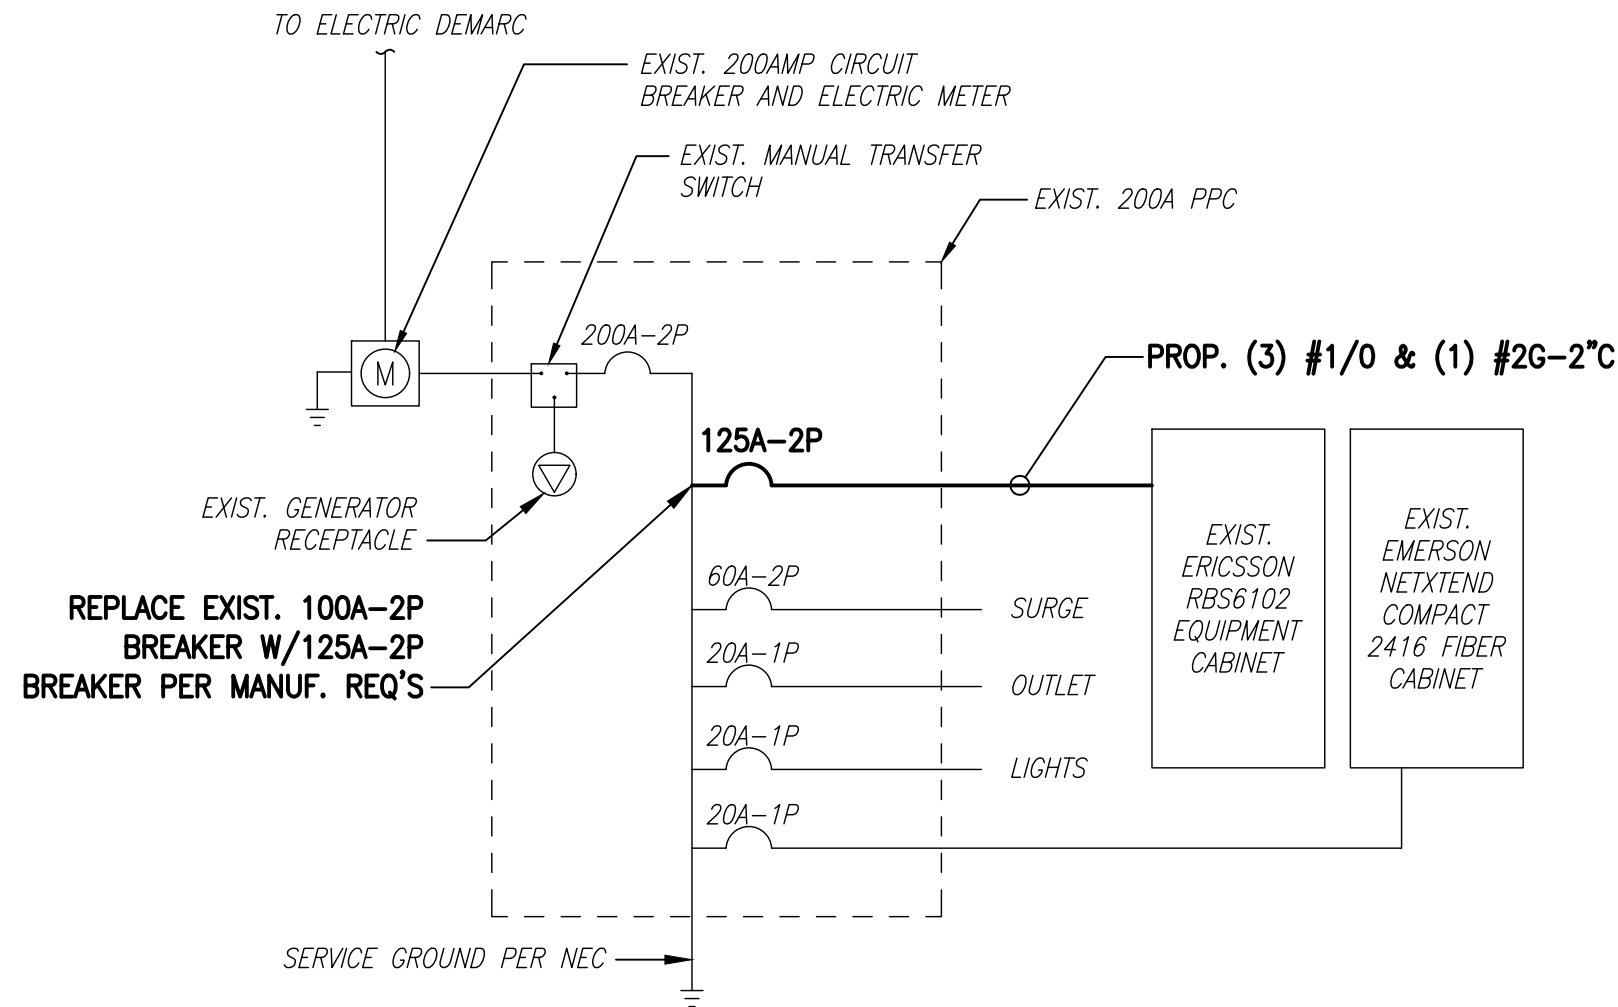 TO ELECTRIC DEMARC
EXIST. 200AMP CIRCUIT
BREAKER AND ELECTRIC METER
EXIST. MANUAL TRANSFER
SWITCH
EXIST. 200A PPC
200A-2P
M
PROP. (3) #1/0 & (1) #2G-2"C
125A-2P
EXIST. GENERATOR
RECEPTACLE
REPLACE EXIST. 100A-2P
BREAKER W/125A-2P
BREAKER PER MANUF. REQ'S
60A-2P
SURGE
20A-1P
OUTLET
20A-1P
LIGHTS
20A-1P
EXIST.
ERICSSON
RBS6102
EQUIPMENT
CABINET
EXIST.
EMERSON
NETXTEND
COMPACT
2416 FIBER
CABINET
SERVICE GROUND PER NEC